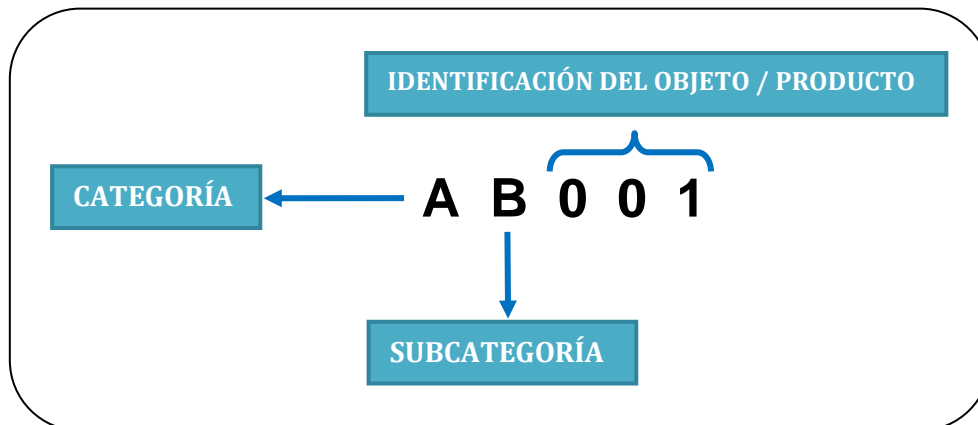 IDENTIFICACIÓN DEL OBJETO / PRODUCTO
CATEGORÍA
A B 0 0 1
SUBCATEGORÍA